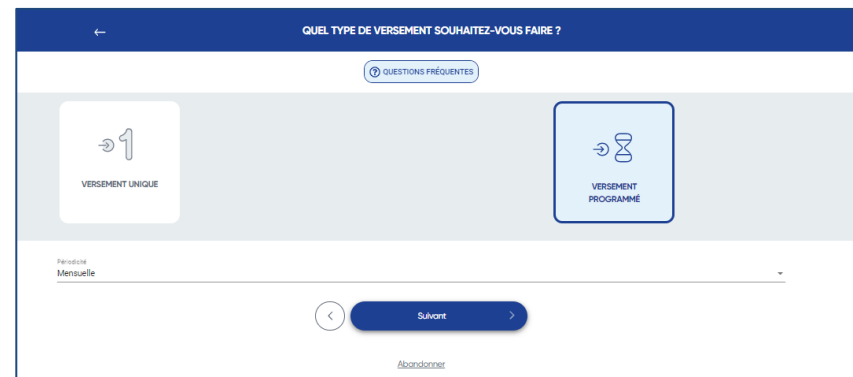 QUEL TYPE DE VERSEMENT SOUHAITEZ-VOUS FAIRE ?
QUESTIONS FRÉQUENTES
VERSEMENT UNIQUE
VERSEMENT
PROGRAMMÉ
Périodicité
Mensuelle
Suivant
Abandonner